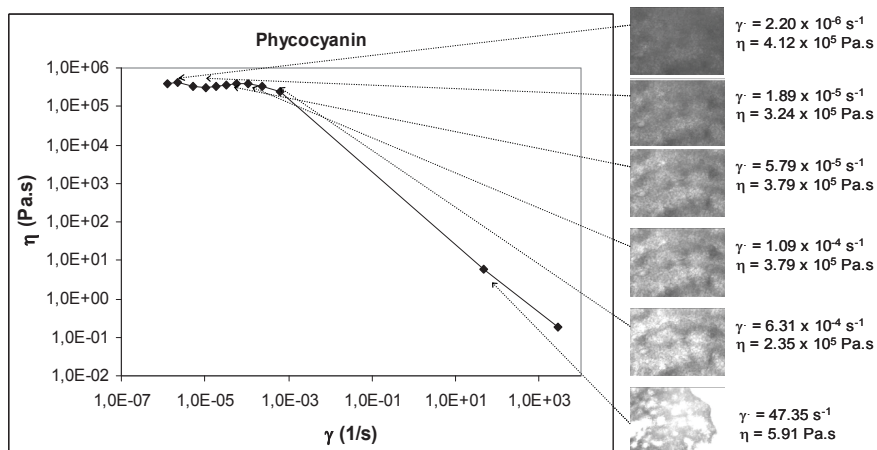 Phycocyanin
η (Pa.s)
1,0E+06
1,0E+05
1,0E+04
1,0E+03
1,0E+02
1,0E+01
1,0E+00
1,0E-01
1,0E-02
1,0E-07 1,0E-05 1,0E-03 1,0E-01 1,0E+01 1,0E+03
γ (1/s)
γ· = 2.20 x 10⁻⁶ s⁻¹
η = 4.12 x 10⁵ Pa.s
γ· = 1.89 x 10⁻⁵ s⁻¹
η = 3.24 x 10⁵ Pa.s
γ· = 5.79 x 10⁻⁵ s⁻¹
η = 3.79 x 10⁵ Pa.s
γ· = 1.09 x 10⁻⁴ s⁻¹
η = 3.79 x 10⁵ Pa.s
γ· = 6.31 x 10⁻⁴ s⁻¹
η = 2.35 x 10⁵ Pa.s
γ· = 47.35 s⁻¹
η = 5.91 Pa.s